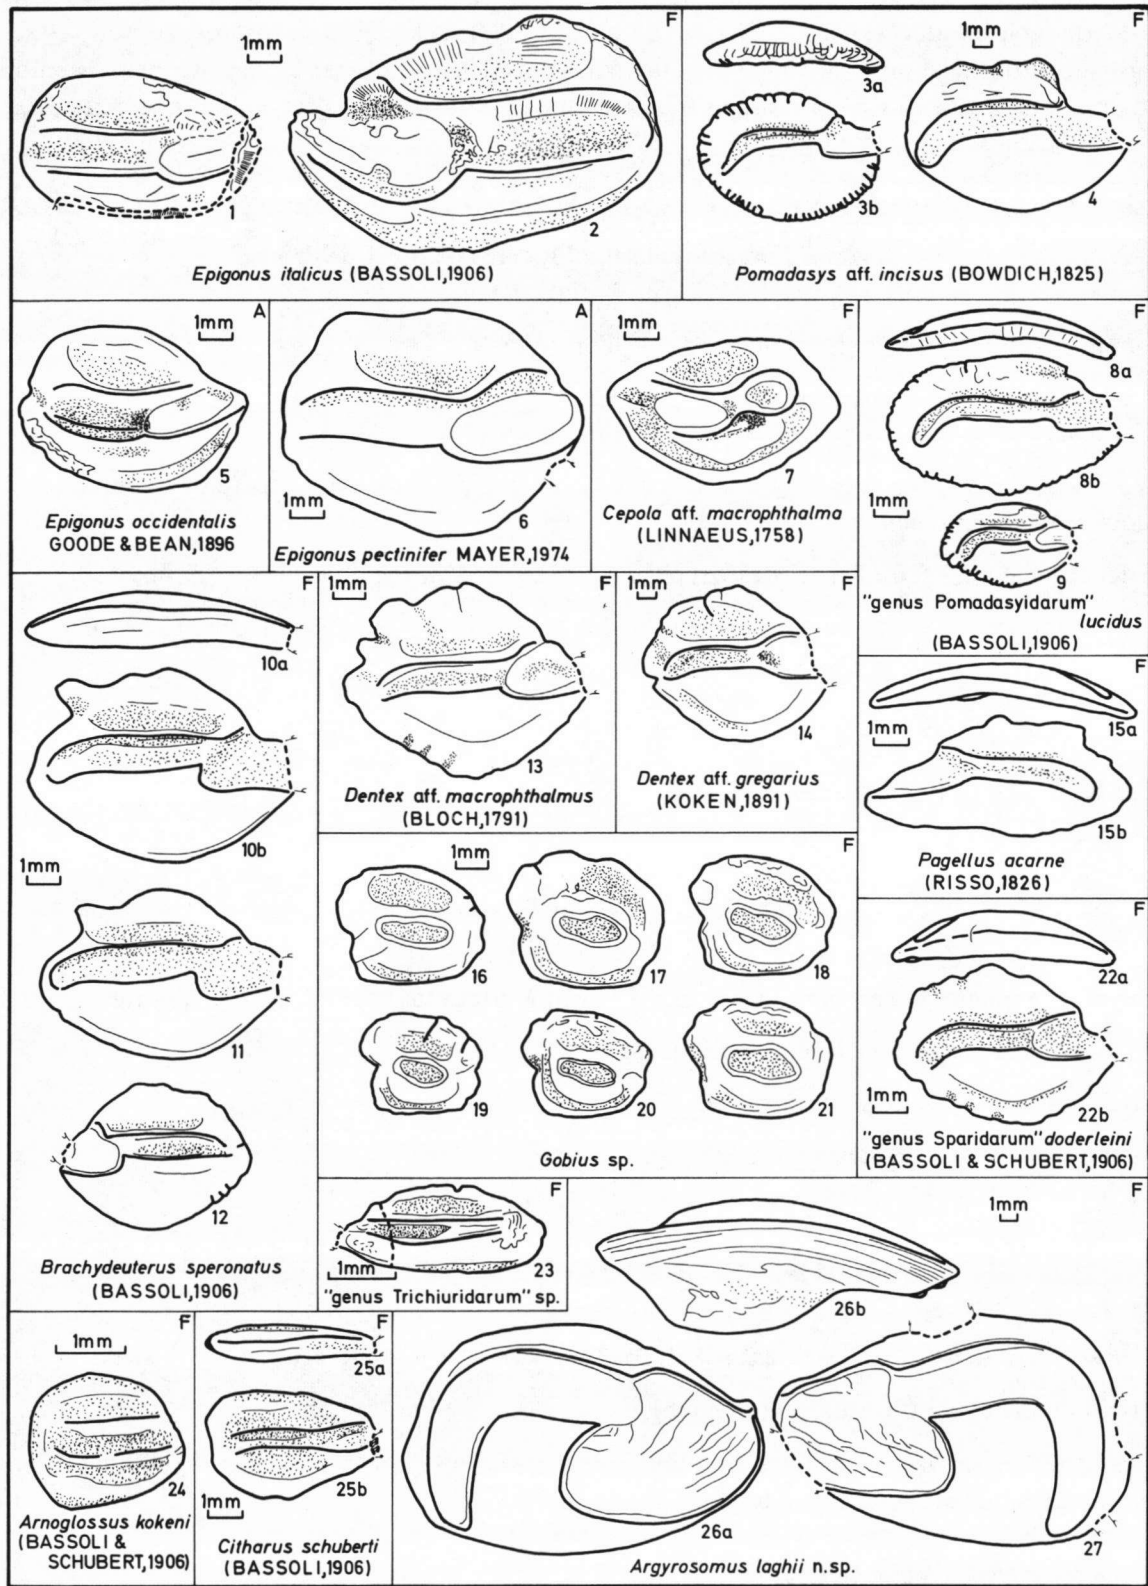 F
1mm
1
2
Epigonus italicus (BASSOLI,1906)
F
1mm
3a
3b
4
Pomadasys aff. incisus (BOWDICH,1825)
A
1mm
5
Epigonus occidentalis
GOODE & BEAN,1896
A
1mm
6
Epigonus pectinifer MAYER,1974
F
1mm
7
Cepola aff. macrophthalma
(LINNAEUS,1758)
F
1mm
8a
8b
1mm
9
"genus Pomadasyidarum"
lucidus
(BASSOLI,1906)
F
10a
10b
1mm
11
12
Brachydeuterus speronatus
(BASSOLI,1906)
F
1mm
13
Dentex aff. macrophthalmus
(BLOCH,1791)
F
1mm
14
Dentex aff. gregarius
(KOKEN,1891)
F
15a
1mm
15b
Pagellus acarne
(RISSO,1826)
F
1mm
16
17
18
19
20
21
Gobius sp.
F
22a
1mm
22b
"genus Sparidarum" doderleini
(BASSOLI & SCHUBERT,1906)
F
1mm
23
"genus Trichiuridarum" sp.
F
1mm
24
Arnoglossus kokeni
(BASSOLI &
SCHUBERT,1906)
F
25a
25b
1mm
Citharus schuberti
(BASSOLI,1906)
F
1mm
26b
26a
27
Argyrosomus laghii n.sp.